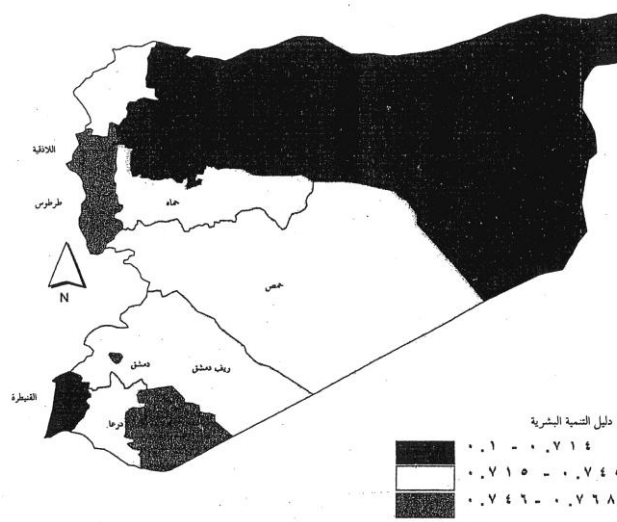 اللاذقية
طرطوس
حماه
N
حمص
دمشق
ريف دمشق
القنيطرة
درعا
دليل التنمية البشرية
٠.١ - ٠.٧١٤
٠.٧١٥ - ٠.٧٤٥
٠.٧٤٦ - ٠.٧٦٨